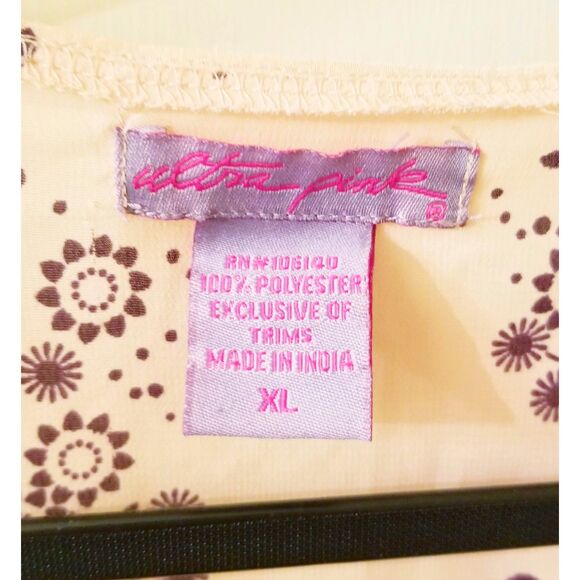 ultra pink ®
RN#106140
100% POLYESTER
EXCLUSIVE OF
TRIMS
MADE IN INDIA
XL